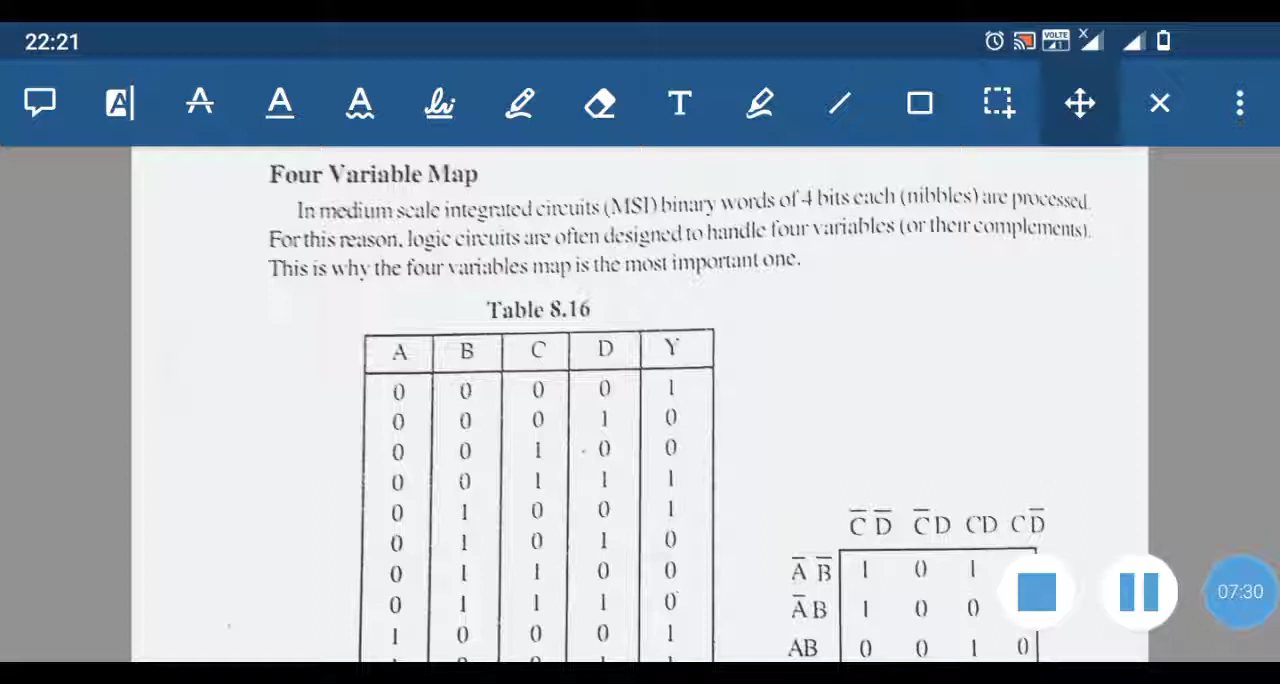 22:21
VOLTE
1
X
A
A
A
A
T
Four Variable Map
In medium scale integrated circuits (MSI) binary words of 4 bits each (nibbles) are processed.
For this reason, logic circuits are often designed to handle four variables (or their complements).
This is why the four variables map is the most important one.
Table 8.16
A B C D Y
0 0 0 0 1
0 0 0 1 0
0 0 1 0 0
0 0 1 1 1
0 1 0 0 1
0 1 0 1 0
0 1 1 0 0
0 1 1 1 0
1 0 0 0 1
C̅ D̅ C̅ D CD C D̅
A̅ B̅ 1 0 1
A̅ B 1 0 0
AB 0 0 1 0
07:30